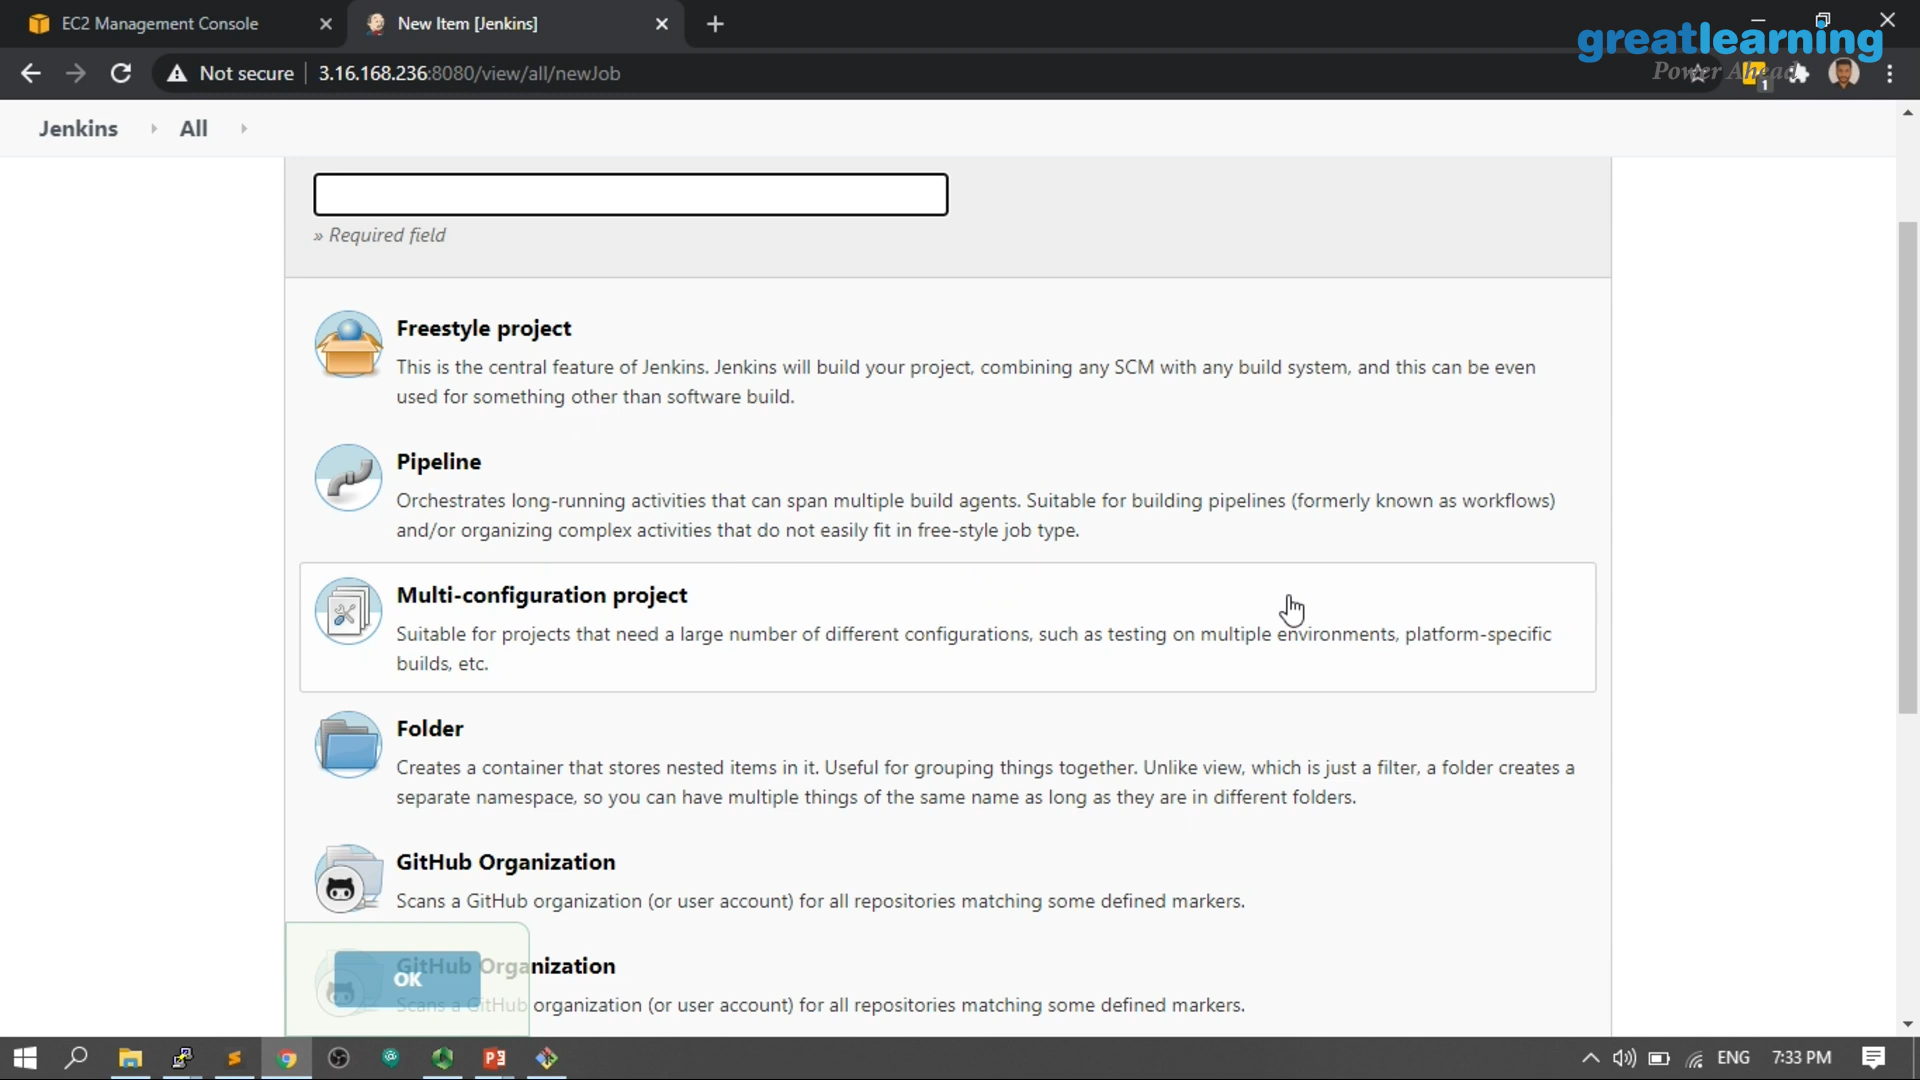 EC2 Management Console
New Item [Jenkins]
greatlearning
Power Ahead
Not secure
3.16.168.236:8080/view/all/newJob
1
Jenkins
All
» Required field
Freestyle project
This is the central feature of Jenkins. Jenkins will build your project, combining any SCM with any build system, and this can be even
used for something other than software build.
Pipeline
Orchestrates long-running activities that can span multiple build agents. Suitable for building pipelines (formerly known as workflows)
and/or organizing complex activities that do not easily fit in free-style job type.
Multi-configuration project
Suitable for projects that need a large number of different configurations, such as testing on multiple environments, platform-specific
builds, etc.
Folder
Creates a container that stores nested items in it. Useful for grouping things together. Unlike view, which is just a filter, a folder creates a
separate namespace, so you can have multiple things of the same name as long as they are in different folders.
GitHub Organization
Scans a GitHub organization (or user account) for all repositories matching some defined markers.
GitHub Organization
OK
Scans a GitHub organization (or user account) for all repositories matching some defined markers.
ENG
7:33 PM